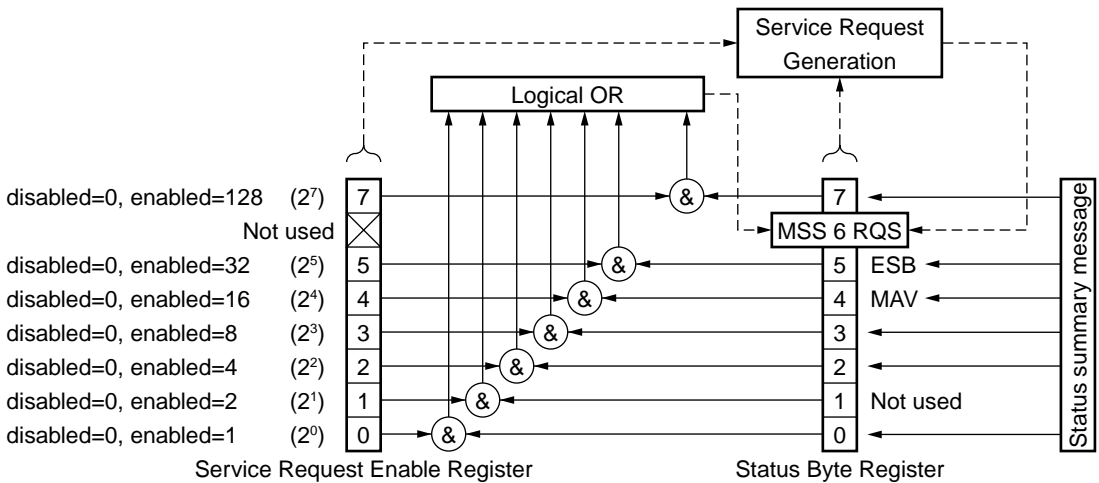 Service Request
Generation
Logical OR
disabled=0, enabled=128 (2⁷) 7 & 7
Not used MSS 6 RQS
disabled=0, enabled=32 (2⁵) 5 & 5 ESB
disabled=0, enabled=16 (2⁴) 4 & 4 MAV
disabled=0, enabled=8 (2³) 3 & 3
disabled=0, enabled=4 (2²) 2 & 2
disabled=0, enabled=2 (2¹) 1 & 1 Not used
disabled=0, enabled=1 (2⁰) 0 & 0
Status summary message
Service Request Enable Register Status Byte Register